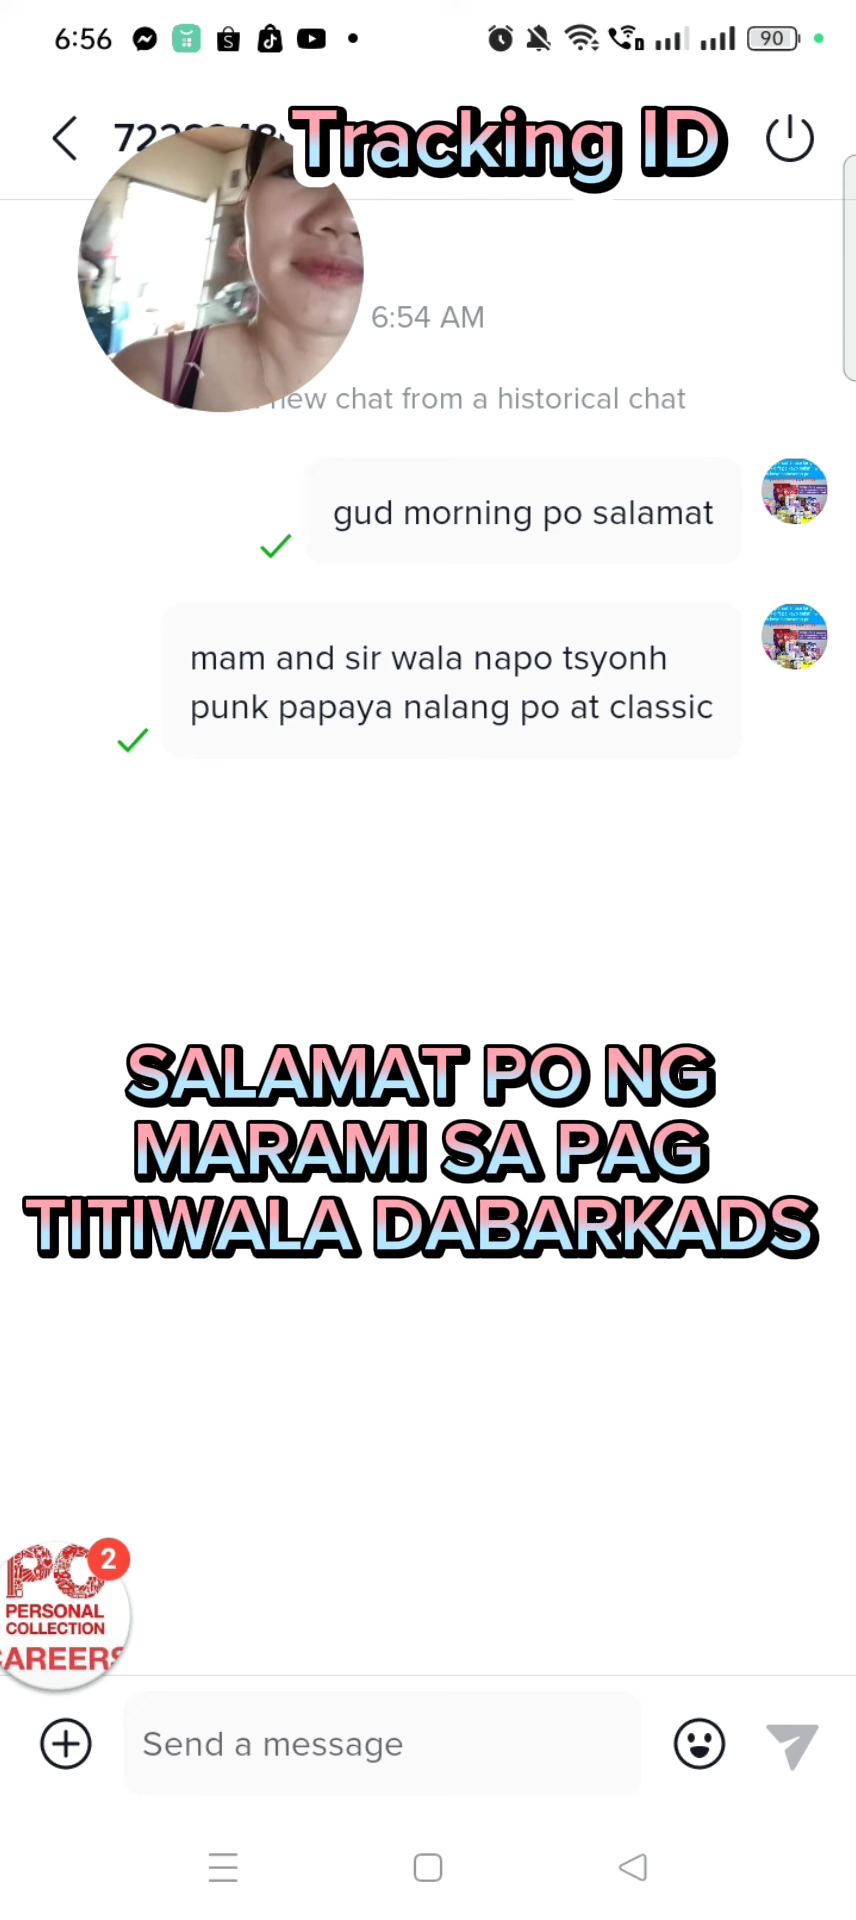 6:56
90
Tracking ID
6:54 AM
new chat from a historical chat
gud morning po salamat
mam and sir wala napo tsyonh
punk papaya nalang po at classic
SALAMAT PO NG
MARAMI SA PAG
TITIWALA DABARKADS
2
PC
PERSONAL
COLLECTION
CAREERS
Send a message